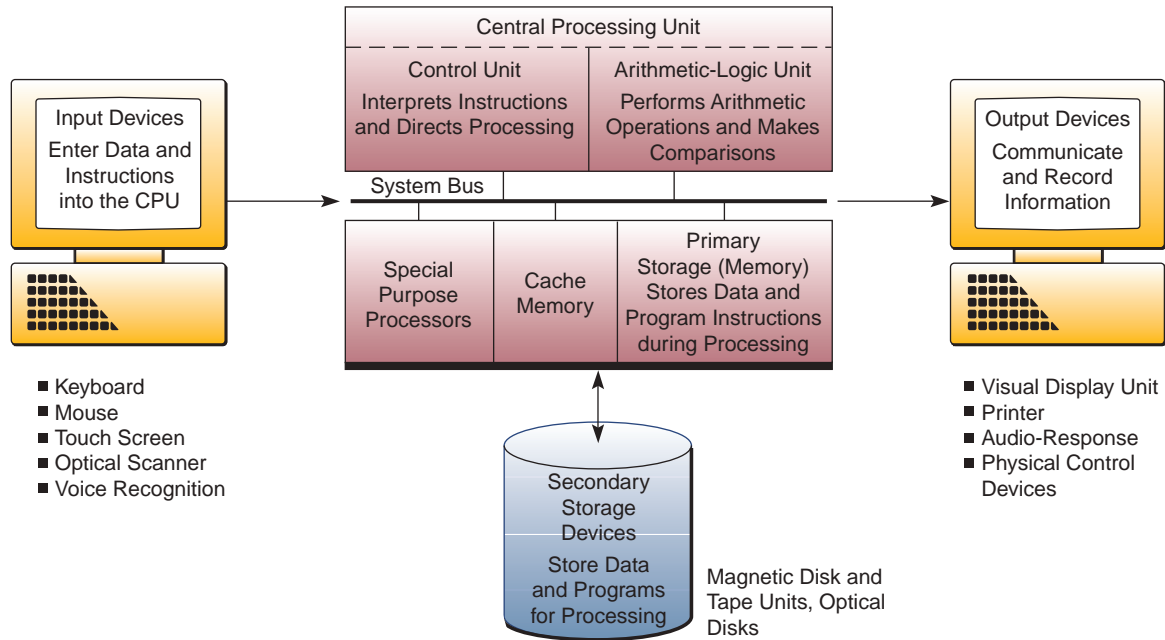 Central Processing Unit
Control Unit
Interprets Instructions
and Directs Processing
Arithmetic-Logic Unit
Performs Arithmetic
Operations and Makes
Comparisons
Input Devices
Enter Data and
Instructions
into the CPU
System Bus
Output Devices
Communicate
and Record
Information
Special
Purpose
Processors
Cache
Memory
Primary
Storage (Memory)
Stores Data and
Program Instructions
during Processing
■ Keyboard
■ Mouse
■ Touch Screen
■ Optical Scanner
■ Voice Recognition
■ Visual Display Unit
■ Printer
■ Audio-Response
■ Physical Control
Devices
Secondary
Storage
Devices
Store Data
and Programs
for Processing
Magnetic Disk and
Tape Units, Optical
Disks